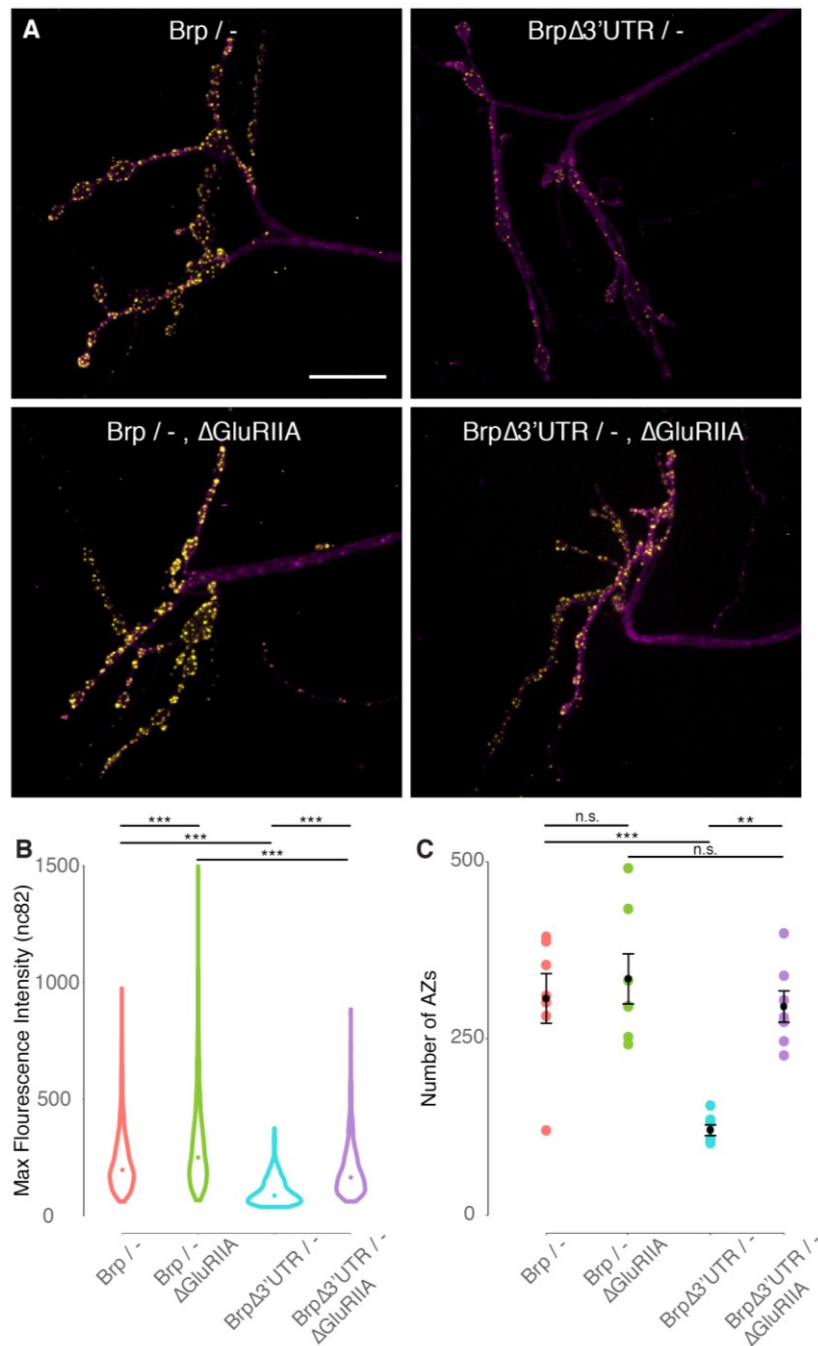 A
Brp / -
BrpΔ3'UTR / -
Brp / - , ΔGluRIIA
BrpΔ3'UTR / - , ΔGluRIIA
B
***
***
***
***
Max Flourescence Intensity (nc82)
1500
1000
500
0
Brp / -
Brp / -
ΔGluRIIA
BrpΔ3'UTR / -
BrpΔ3'UTR / -
ΔGluRIIA
C
n.s.
**
***
n.s.
Number of AZs
500
250
0
Brp / -
Brp / -
ΔGluRIIA
BrpΔ3'UTR / -
BrpΔ3'UTR / -
ΔGluRIIA